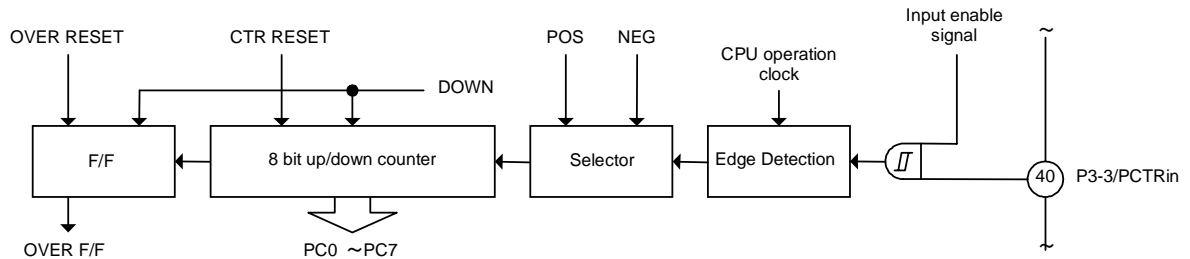 Input enable
signal
OVER RESET
CTR RESET
POS
NEG
CPU operation
clock
DOWN
F/F
8 bit up/down counter
Selector
Edge Detection
40
P3-3/PCTRin
OVER F/F
PC0 ～PC7